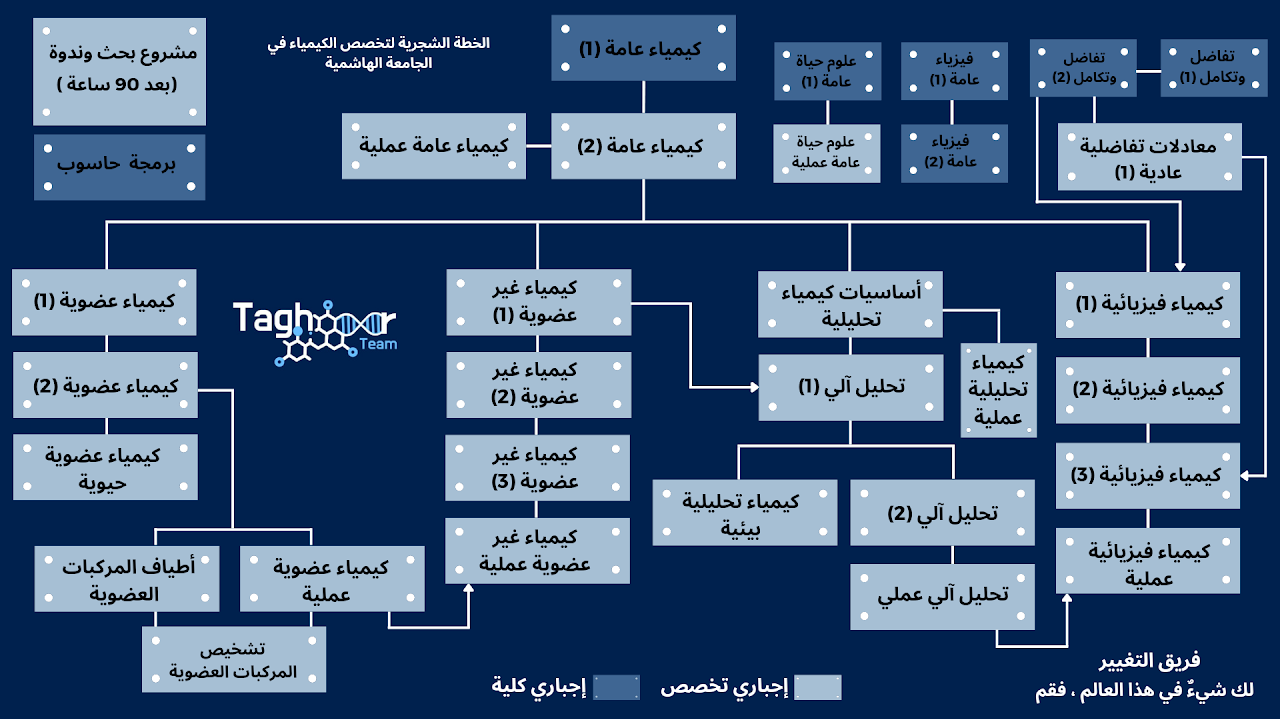 الخطة الشجرية لتخصص الكيمياء في
الجامعة الهاشمية
مشروع بحث وندوة
(بعد 90 ساعة )
برمجة حاسوب
كيمياء عامة (1)
كيمياء عامة (2)
كيمياء عامة عملية
علوم حياة
عامة (1)
علوم حياة
عامة عملية
فيزياء
عامة (1)
فيزياء
عامة (2)
تفاضل
وتكامل (1)
تفاضل
وتكامل (2)
معادلات تفاضلية
عادية (1)
كيمياء فيزيائية (1)
كيمياء فيزيائية (2)
كيمياء فيزيائية (3)
كيمياء فيزيائية
عملية
أساسيات كيمياء
تحليلية
كيمياء
تحليلية
عملية
تحليل آلي (1)
تحليل آلي (2)
تحليل آلي عملي
كيمياء تحليلية
بيئية
كيمياء غير
عضوية (1)
كيمياء غير
عضوية (2)
كيمياء غير
عضوية (3)
كيمياء غير
عضوية عملية
Taghyeer
Team
كيمياء عضوية (1)
كيمياء عضوية (2)
كيمياء عضوية
حيوية
كيمياء عضوية
عملية
أطياف المركبات
العضوية
تشخيص
المركبات العضوية
إجباري تخصص
إجباري كلية
فريق التغيير
لك شيءٌ في هذا العالم ، فقم